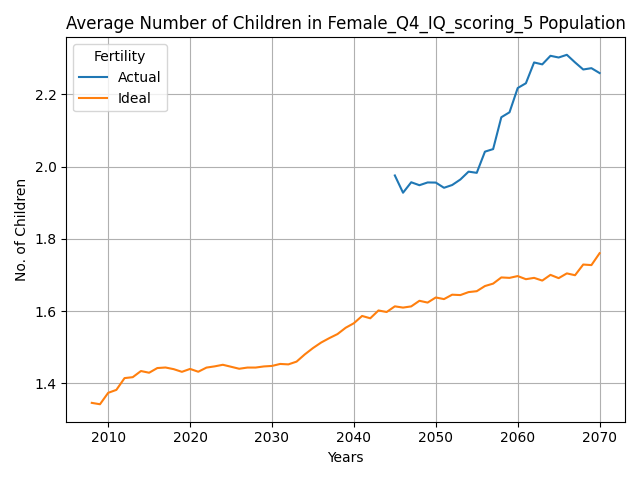 Average Number of Children in Female_Q4_IQ_scoring_5 Population
Fertility
Actual
Ideal
No. of Children
2.2
2.0
1.8
1.6
1.4
2010
2020
2030
2040
2050
2060
2070
Years